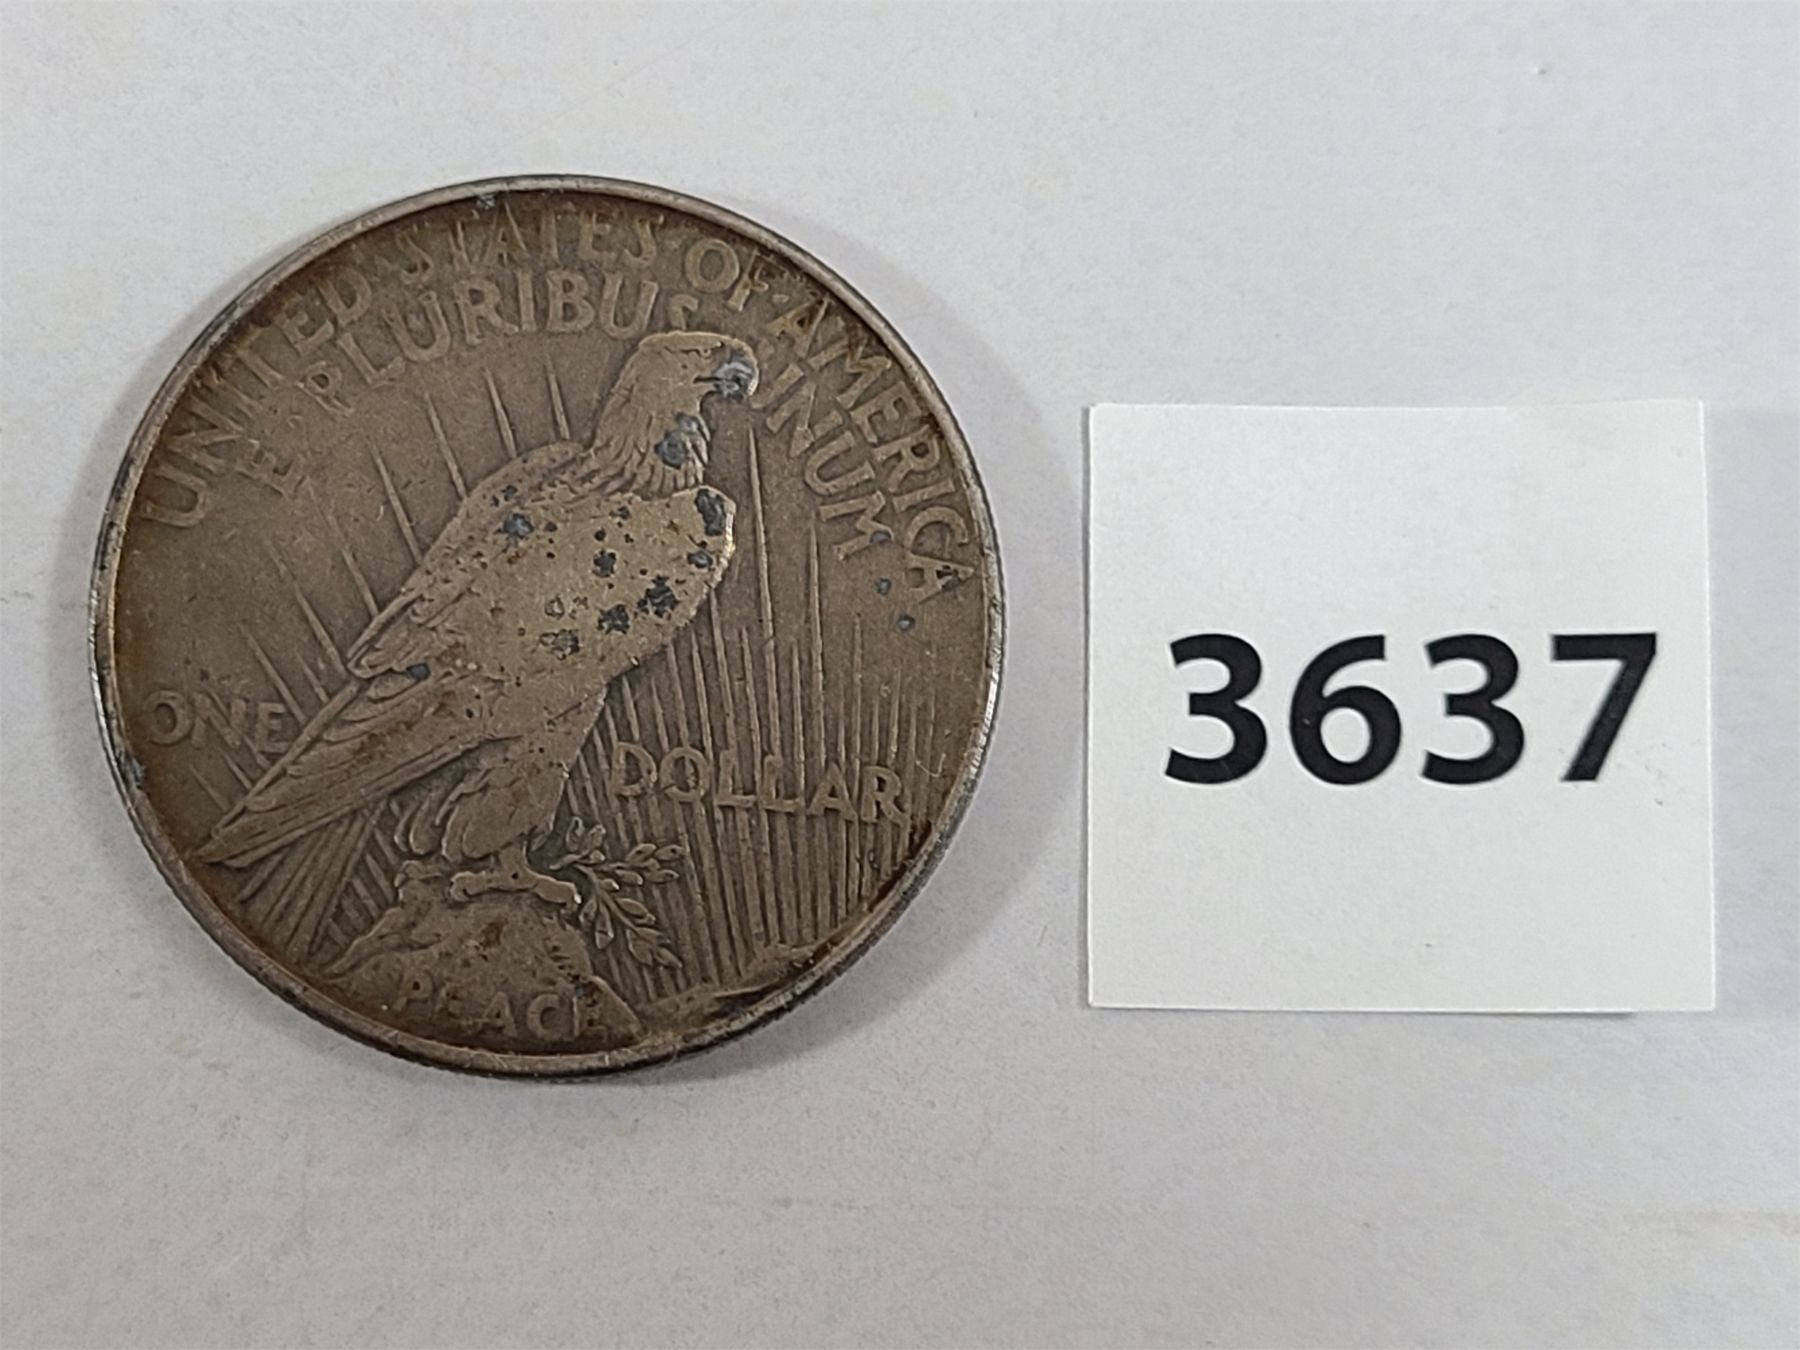 UNITED·STATES·OF·AMERICA
E·PLURIBUS·UNUM·
ONE DOLLAR
PEACE
3637